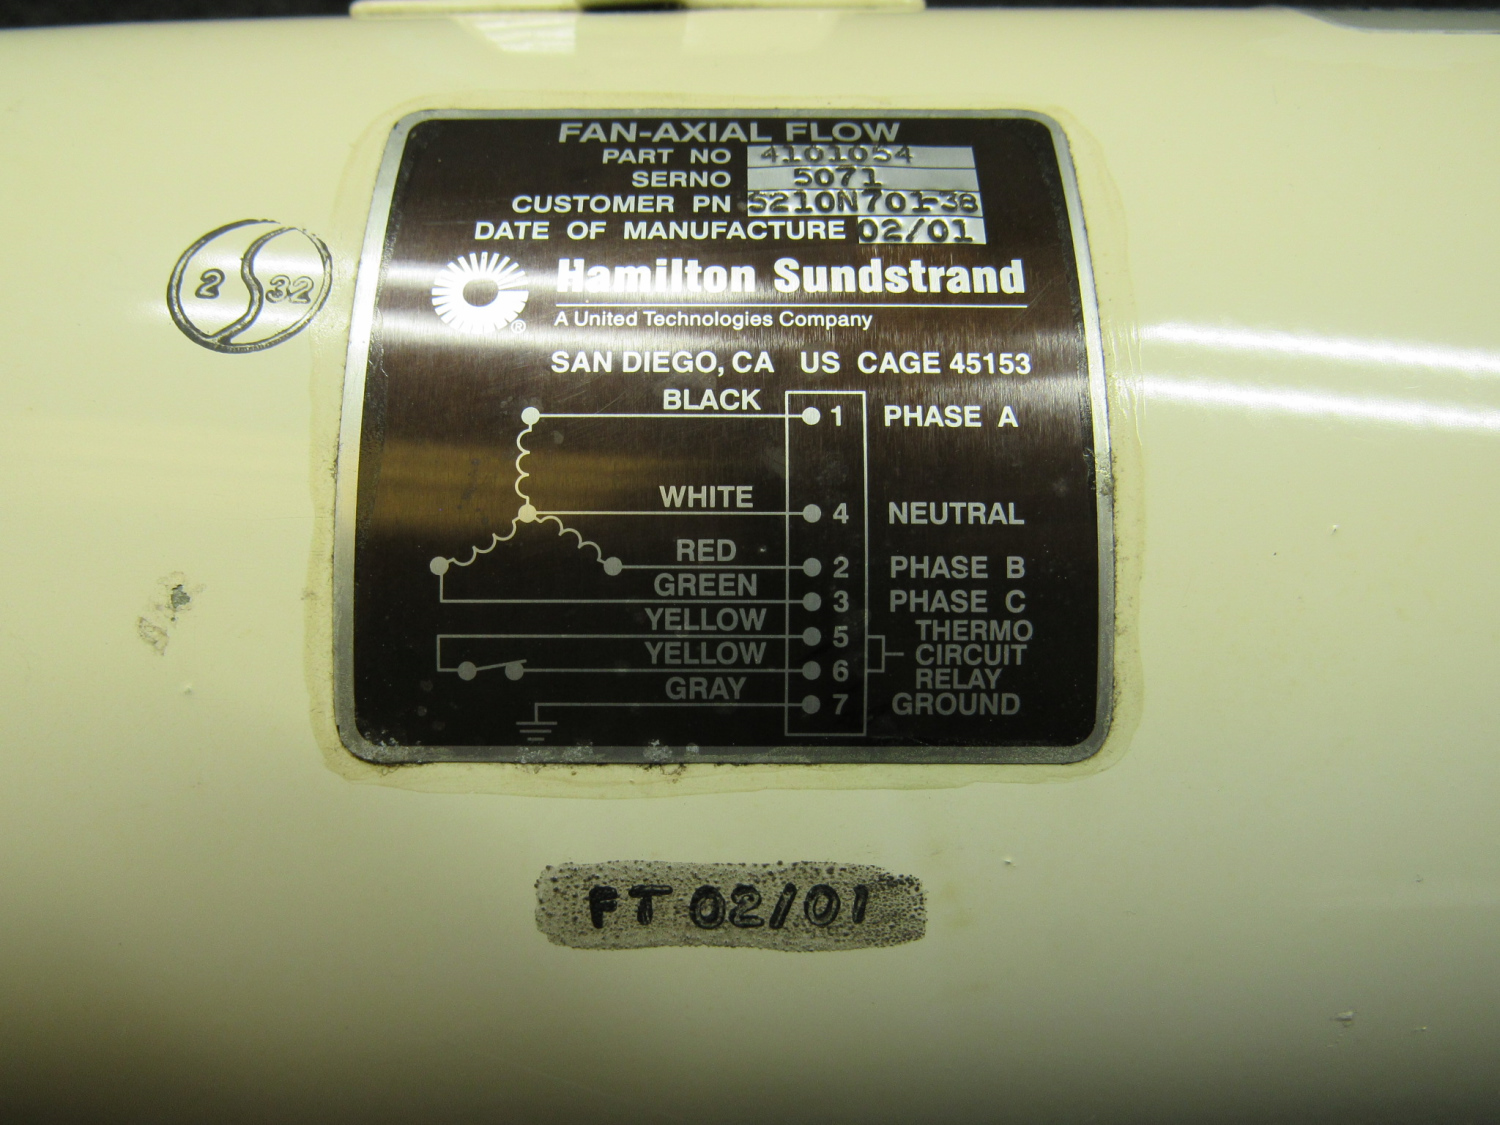 FAN-AXIAL FLOW
PART NO 4101054
SERNO 5071
CUSTOMER PN S210N701-3B
DATE OF MANUFACTURE 02/01
Hamilton Sundstrand
®
A United Technologies Company
SAN DIEGO, CA US CAGE 45153
BLACK 1 PHASE A
WHITE 4 NEUTRAL
RED 2 PHASE B
GREEN 3 PHASE C
YELLOW 5 THERMO
YELLOW 6 CIRCUIT
RELAY
GRAY 7 GROUND
2 S 32
FT 02/01